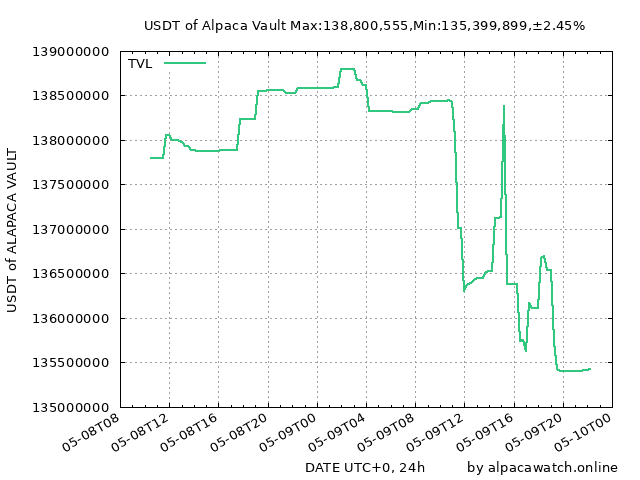 USDT of Alpaca Vault Max:138,800,555,Min:135,399,899,±2.45%
TVL
139000000
138500000
138000000
137500000
137000000
136500000
136000000
135500000
135000000
USDT of ALAPACA VAULT
05-08T08
05-08T12
05-08T16
05-08T20
05-09T00
05-09T04
05-09T08
05-09T12
05-09T16
05-09T20
05-10T00
DATE UTC+0, 24h
by alpacawatch.online